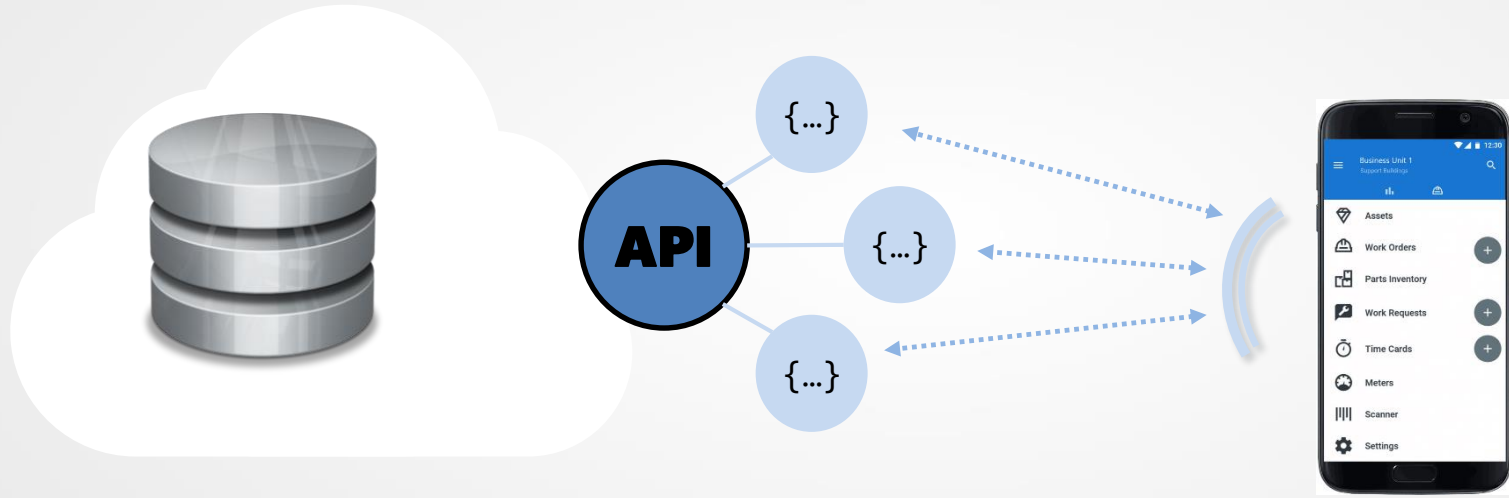 {...}
API
{...}
{...}
12:30
Business Unit 1
Support Buildings
Assets
Work Orders
+
Parts Inventory
Work Requests
+
Time Cards
+
Meters
Scanner
Settings